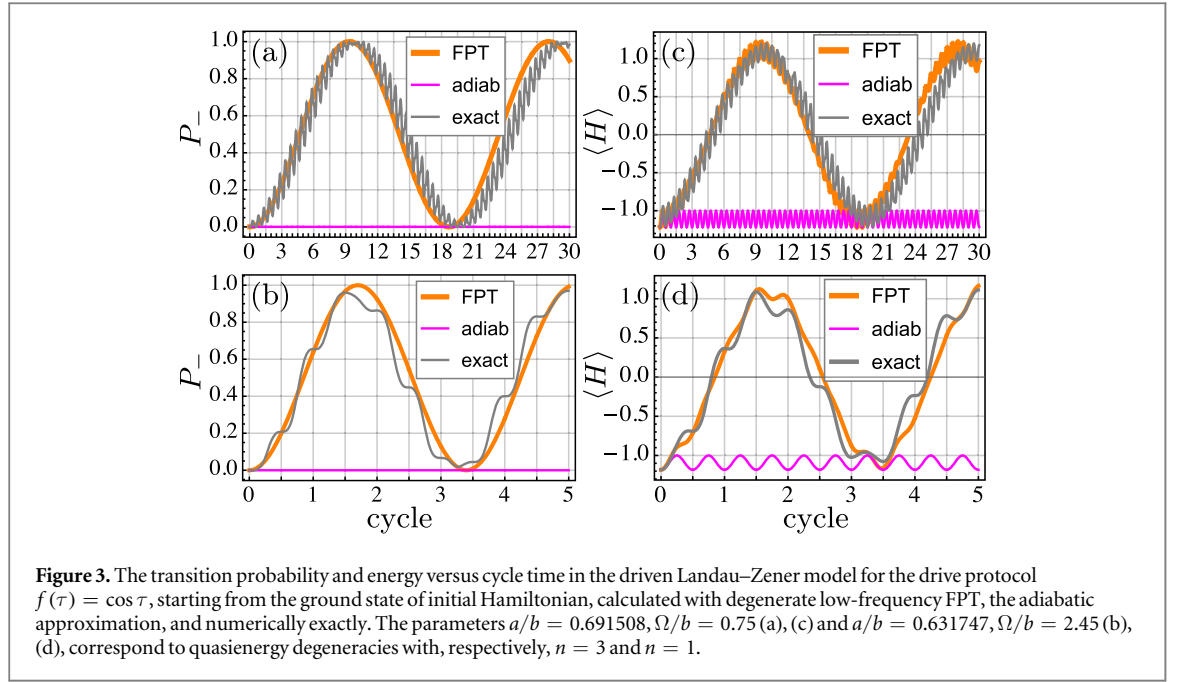 (a)
FPT
adiab
exact
P_
1.0
0.8
0.6
0.4
0.2
0.0
0 3 6 9 12 15 18 21 24 27 30
(c)
FPT
adiab
exact
⟨H⟩
1.0
0.5
0.0
−0.5
−1.0
0 3 6 9 12 15 18 21 24 27 30
(b)
FPT
adiab
exact
P_
1.0
0.8
0.6
0.4
0.2
0.0
0 1 2 3 4 5
cycle
(d)
FPT
adiab
exact
⟨H⟩
1.0
0.5
0.0
−0.5
−1.0
0 1 2 3 4 5
cycle
Figure 3. The transition probability and energy versus cycle time in the driven Landau–Zener model for the drive protocol
f(τ) = cos τ, starting from the ground state of initial Hamiltonian, calculated with degenerate low-frequency FPT, the adiabatic
approximation, and numerically exactly. The parameters a/b = 0.691508, Ω/b = 0.75 (a), (c) and a/b = 0.631747, Ω/b = 2.45 (b),
(d), correspond to quasienergy degeneracies with, respectively, n = 3 and n = 1.